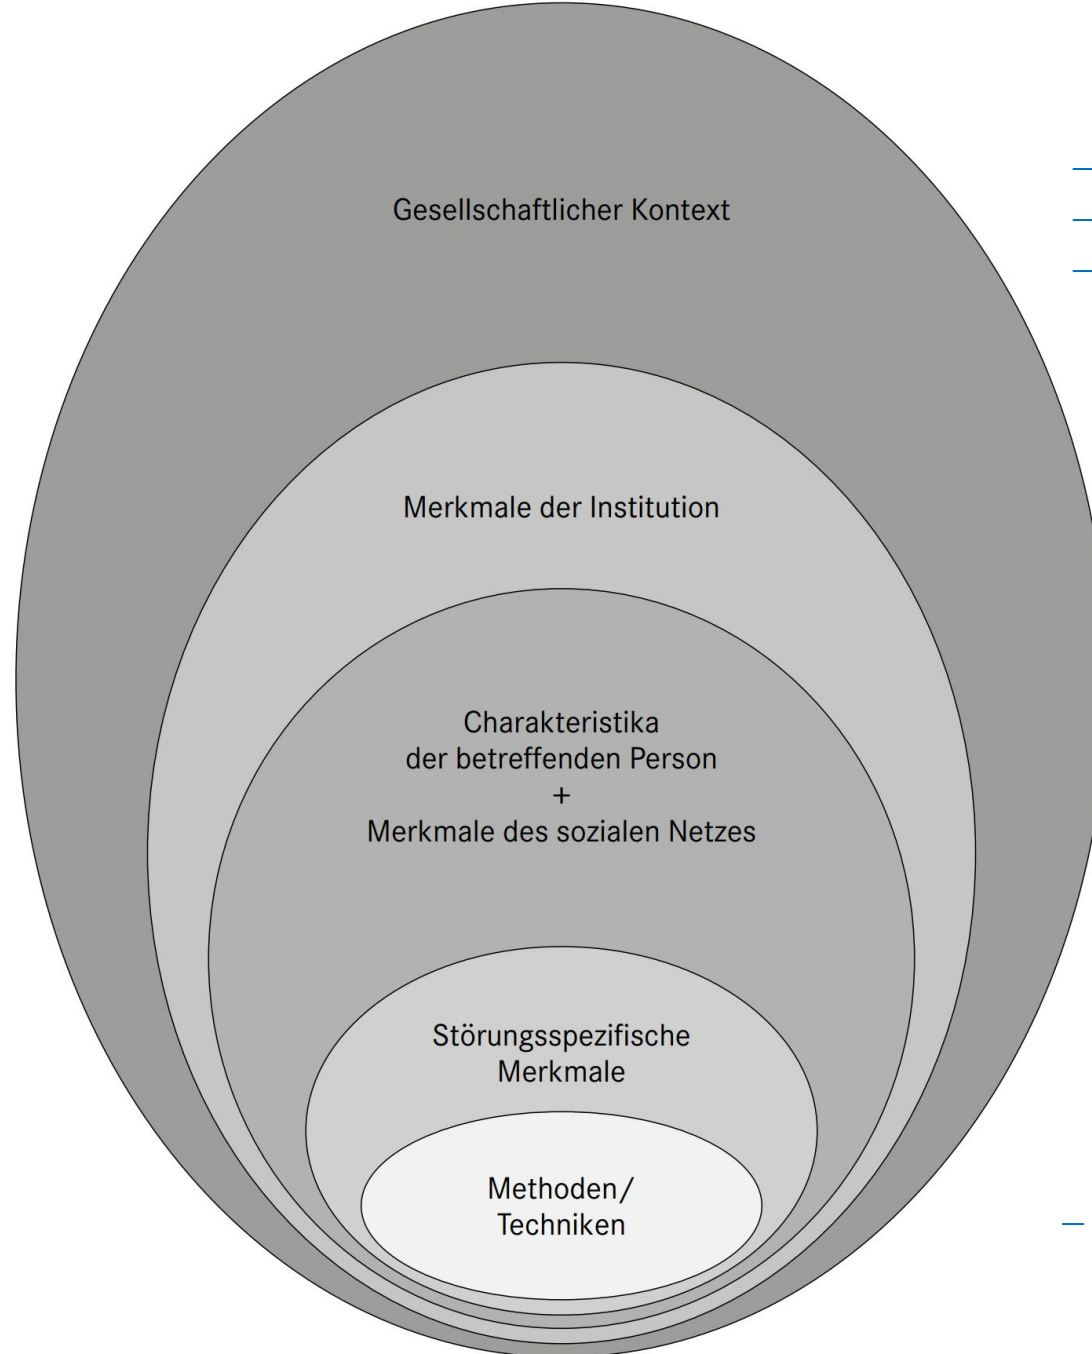 Gesellschaftlicher Kontext
Merkmale der Institution
Charakteristika
der betreffenden Person
+
Merkmale des sozialen Netzes
Störungsspezifische
Merkmale
Methoden/
Techniken